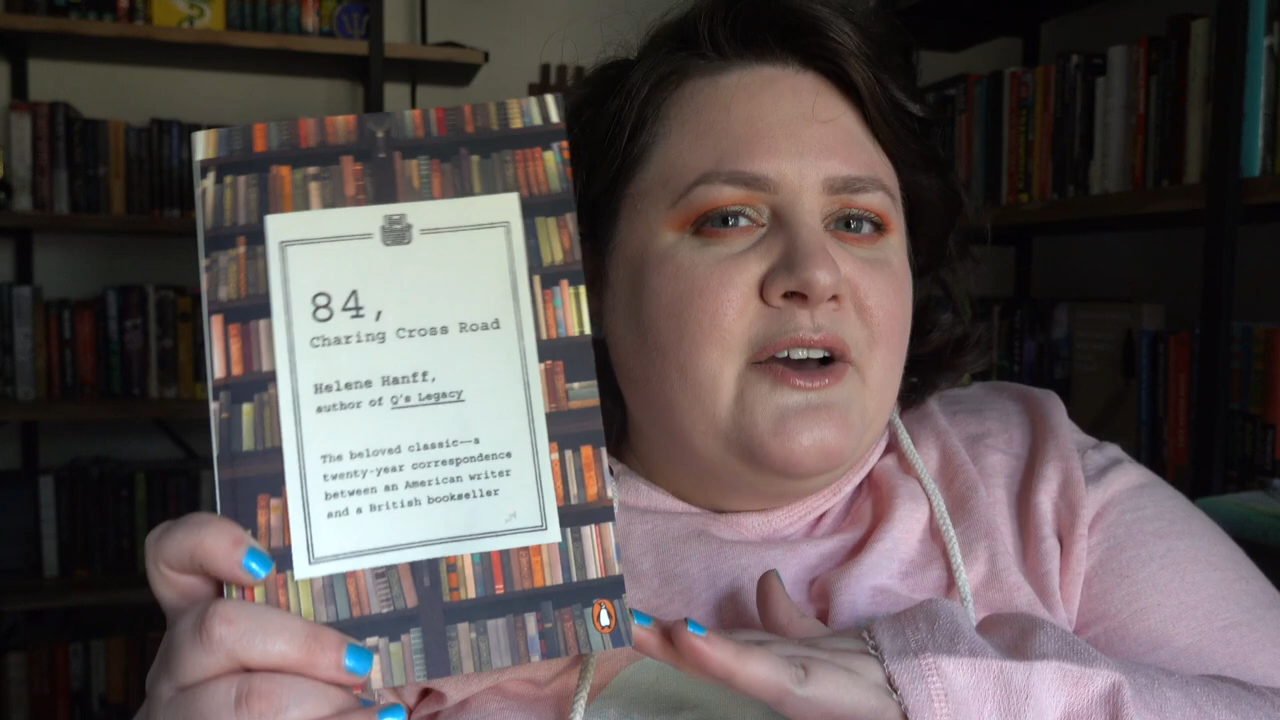 84,
Charing Cross Road
Helene Hanff,
author of Q's Legacy
The beloved classic—a
twenty-year correspondence
between an American writer
and a British bookseller